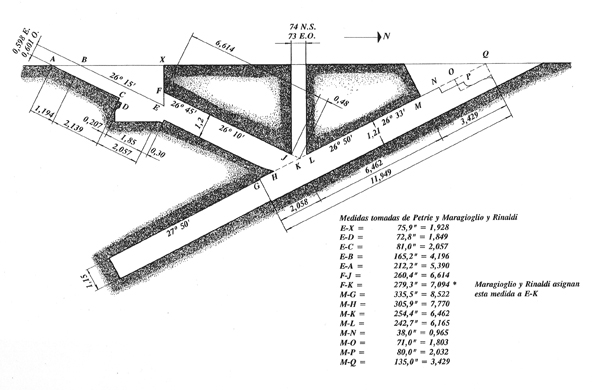 74 N.S.
73 E.O.
N
0,598 E.
0,601 O.
A
B
X
6,614
Q
26° 15'
F
0,48
N
O
P
C
D
E
26° 45'
M
26° 33'
1,194
2,139
0,207
1,85
2,057
0,30
1,2
26° 10'
J
K
L
26° 50'
1,21
3,429
G
H
6,462
11,949
2,058
27° 50'
1,15
Medidas tomadas de Petrie y Maragioglio y Rinaldi
E-X = 75,9" = 1,928
E-D = 72,8" = 1,849
E-C = 81,0" = 2,057
E-B = 165,2" = 4,196
E-A = 212,2" = 5,390
F-J = 260,4" = 6,614
F-K = 279,3" = 7,094 * Maragioglio y Rinaldi asignan
esta medida a E-K
M-G = 335,5" = 8,522
M-H = 305,9" = 7,770
M-K = 254,4" = 6,462
M-L = 242,7" = 6,165
M-N = 38,0" = 0,965
M-O = 71,0" = 1,803
M-P = 80,0" = 2,032
M-Q = 135,0" = 3,429